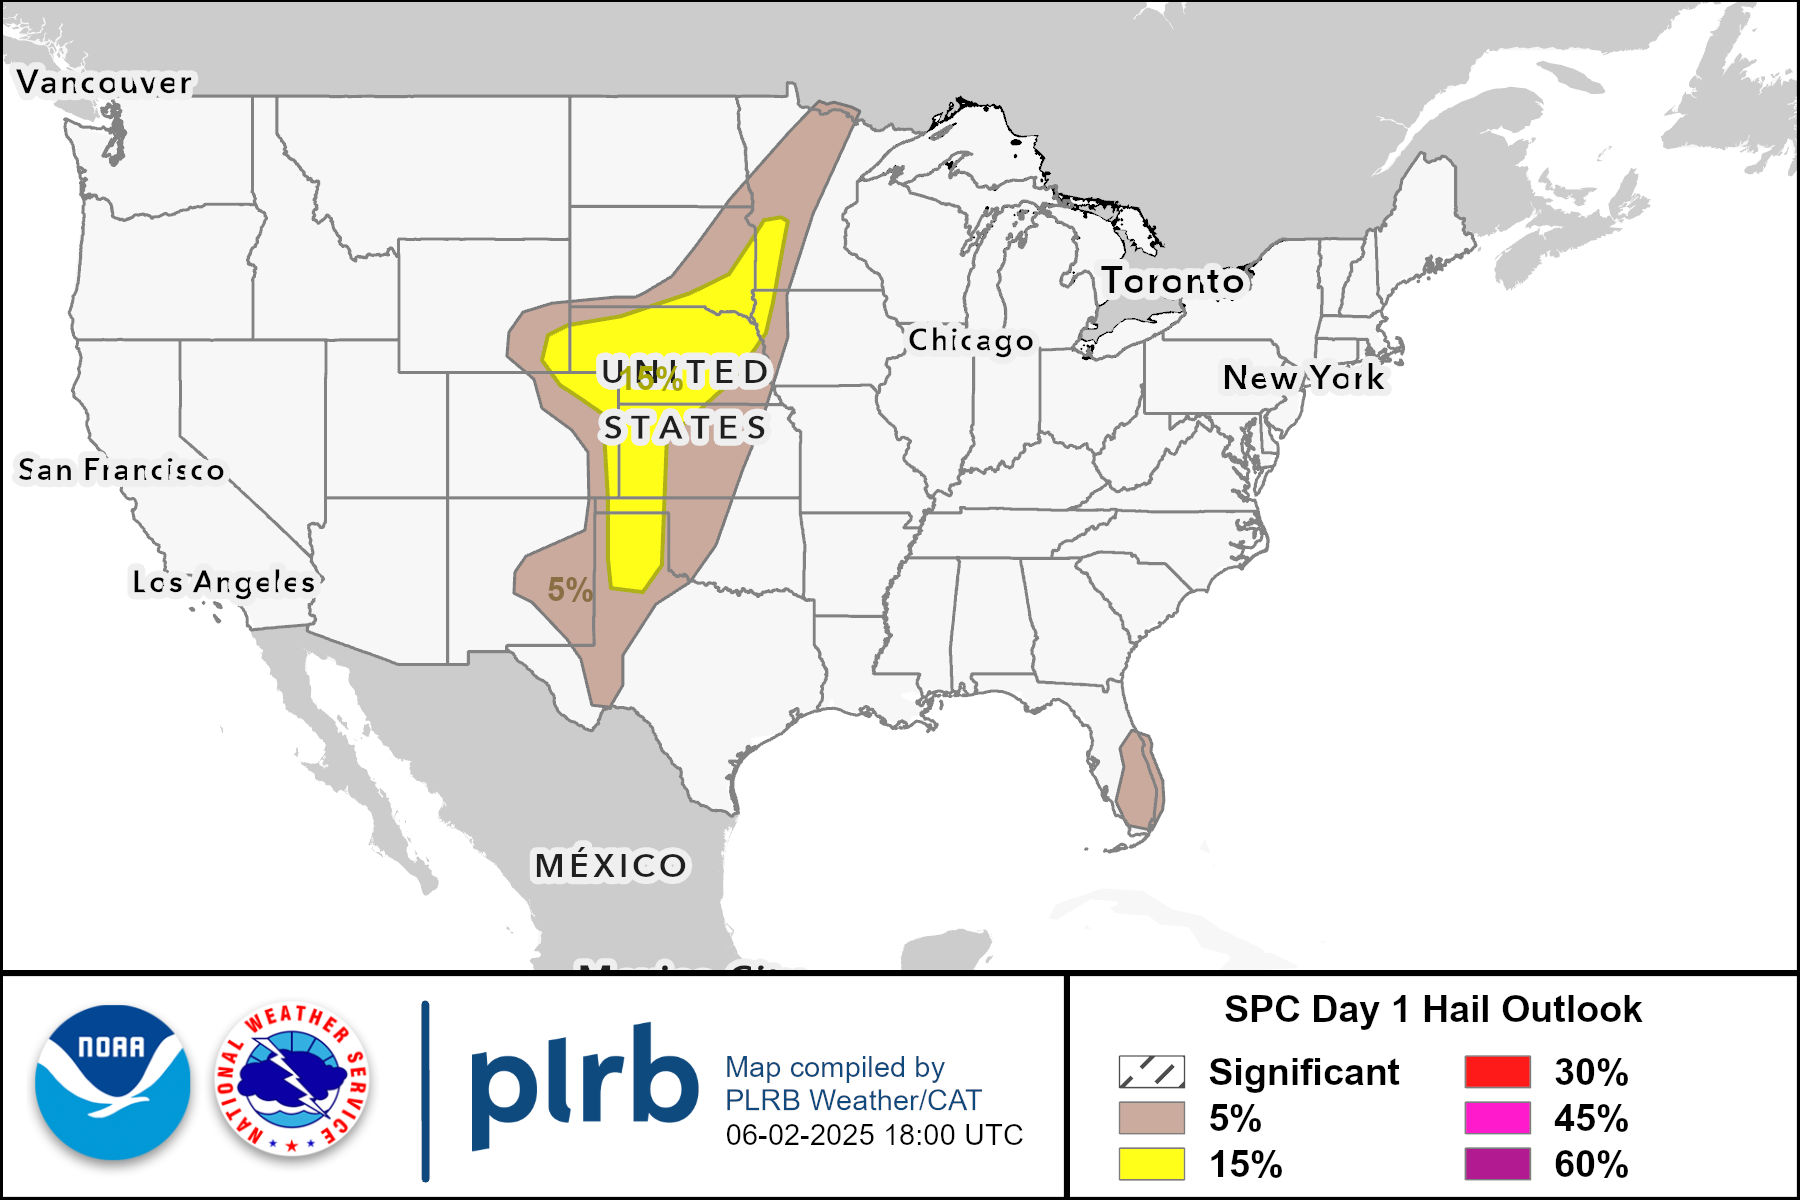 Vancouver
Toronto
Chicago
New York
UNITED
15%
STATES
San Francisco
Los Angeles
5%
MÉXICO
Mexico City
NOAA
NATIONAL WEATHER SERVICE
plrb
Map compiled by
PLRB Weather/CAT
06-02-2025 18:00 UTC
SPC Day 1 Hail Outlook
Significant
30%
5%
45%
15%
60%